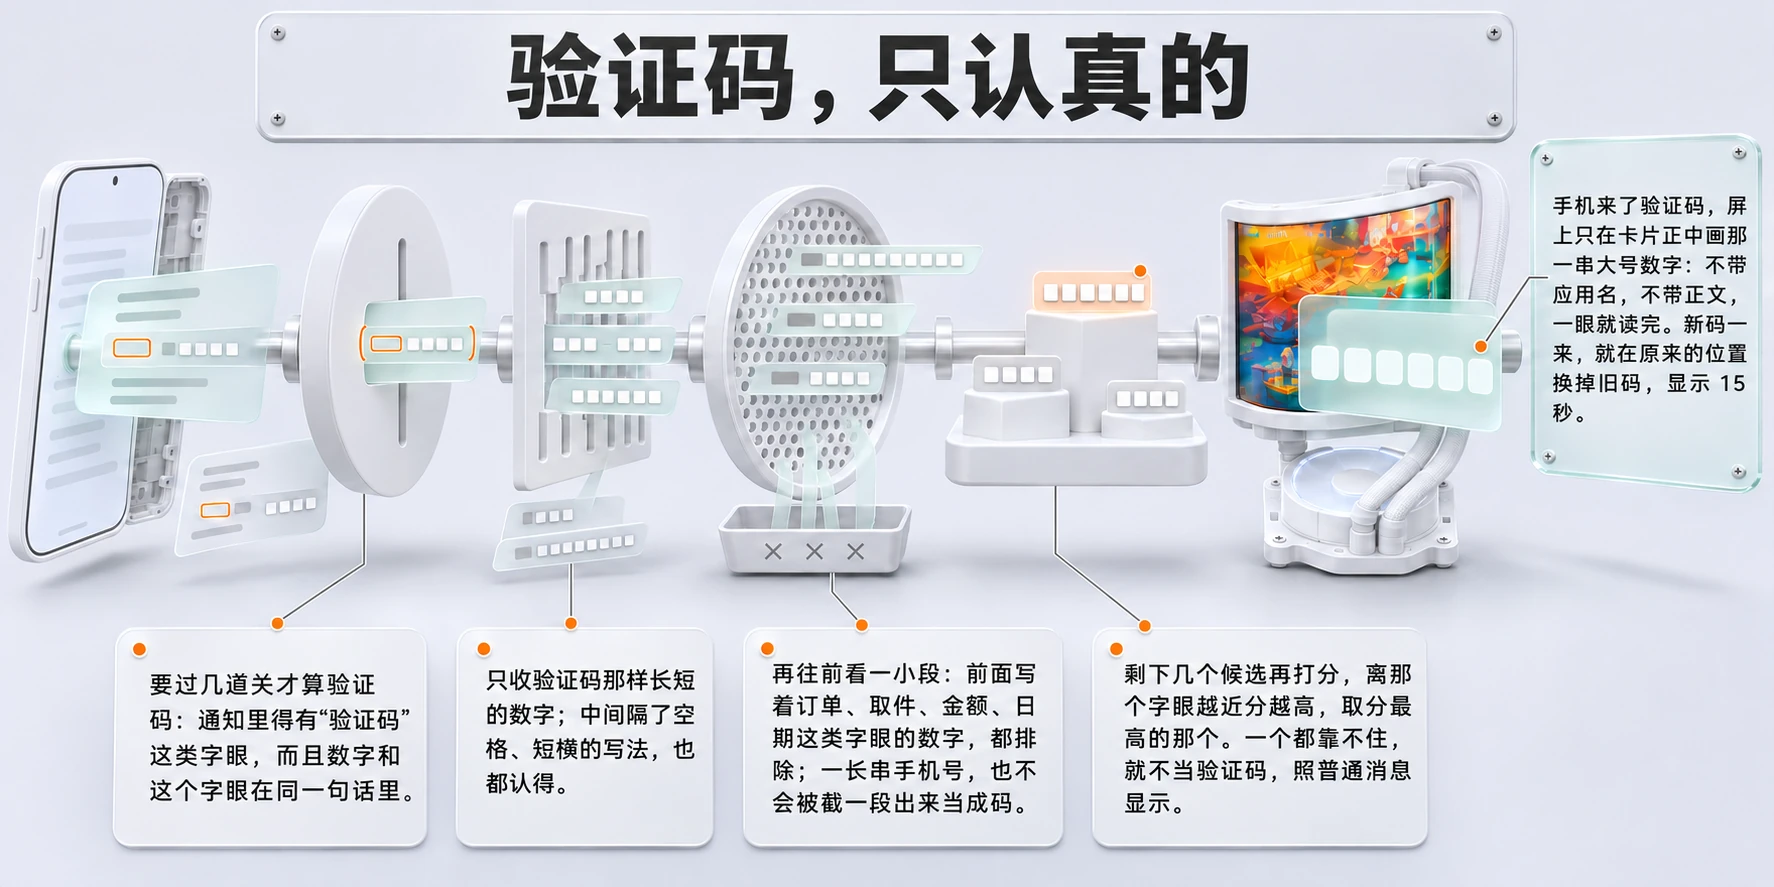 验证码，只认真的
手机来了验证码，屏
上只在卡片正中画那
一串大号数字：不带
应用名，不带正文，
一眼就读完。新码一
来，就在原来的位置
换掉旧码，显示 15
秒。
要过几道关才算验证
码：通知里得有“验证码”
这类字眼，而且数字和
这个字眼在同一句话里。
只收验证码那样长短
的数字；中间隔了空
格、短横的写法，也
都认得。
再往前看一小段：前面写
着订单、取件、金额、日
期这类字眼的数字，都排
除；一长串手机号，也不
会被截一段出来当成码。
剩下几个候选再打分，离那
个字眼越近分越高，取分最
高的那个。一个都靠不住，
就不当验证码，照普通消息
显示。